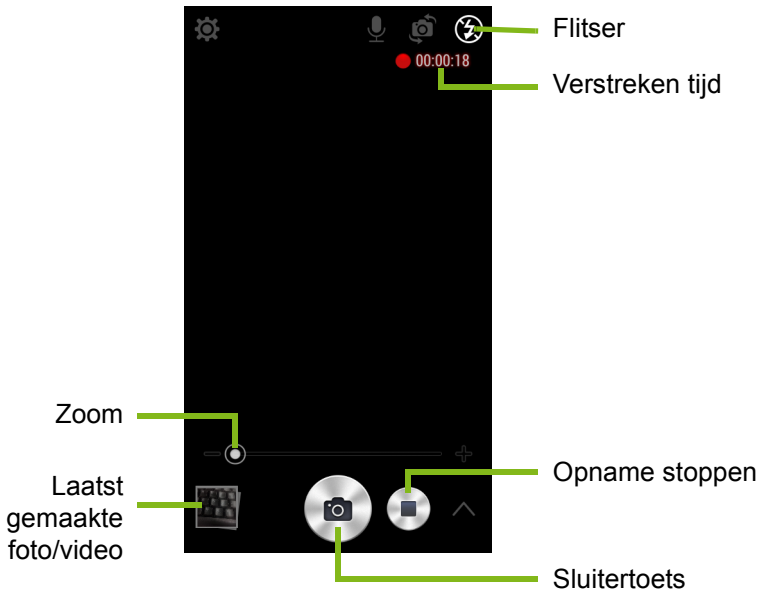 Flitser
00:00:18
Verstreken tijd
Zoom
Laatst
gemaakte
foto/video
Opname stoppen
Sluitertoets